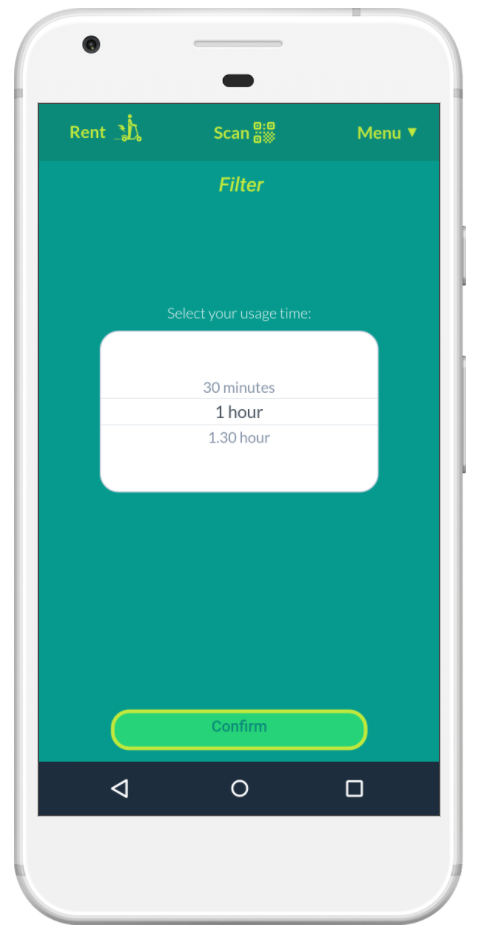 Rent
Scan
Menu ▼
Filter
Select your usage time:
30 minutes
1 hour
1.30 hour
Confirm